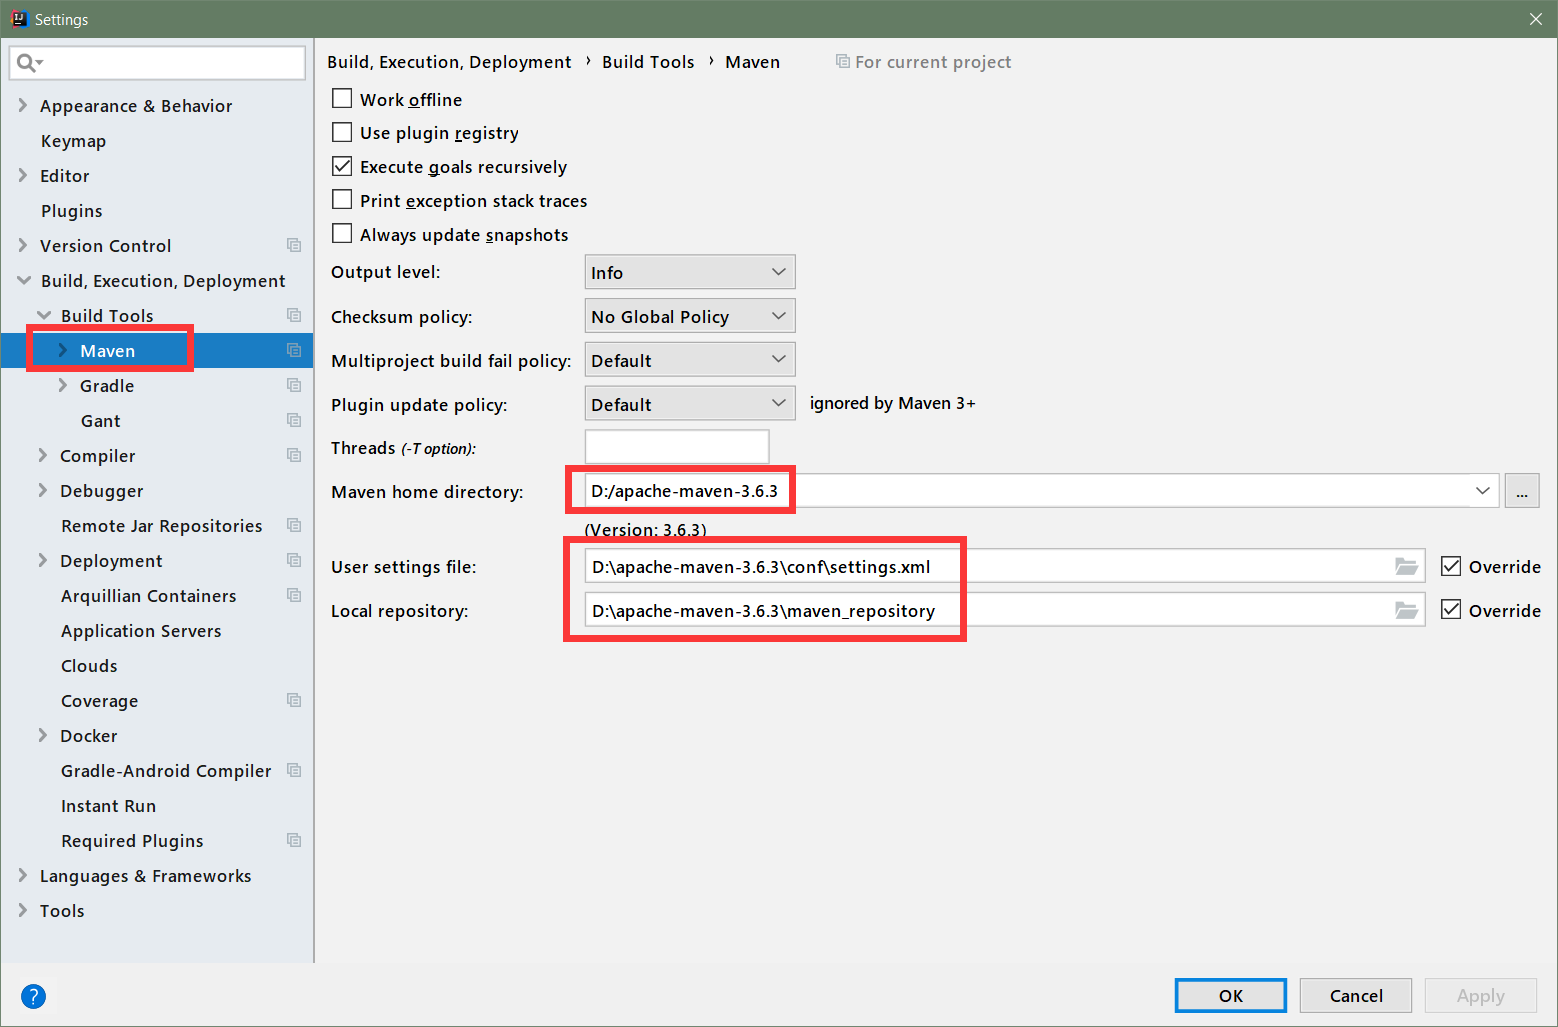 Settings
Build, Execution, Deployment › Build Tools › Maven For current project
Appearance & Behavior
Keymap
Editor
Plugins
Version Control
Build, Execution, Deployment
Build Tools
Maven
Gradle
Gant
Compiler
Debugger
Remote Jar Repositories
Deployment
Arquillian Containers
Application Servers
Clouds
Coverage
Docker
Gradle-Android Compiler
Instant Run
Required Plugins
Languages & Frameworks
Tools
Work offline
Use plugin registry
Execute goals recursively
Print exception stack traces
Always update snapshots
Output level: Info
Checksum policy: No Global Policy
Multiproject build fail policy: Default
Plugin update policy: Default ignored by Maven 3+
Threads (-T option):
Maven home directory: D:/apache-maven-3.6.3 ...
(Version: 3.6.3)
User settings file: D:\apache-maven-3.6.3\conf\settings.xml Override
Local repository: D:\apache-maven-3.6.3\maven_repository Override
? OK Cancel Apply